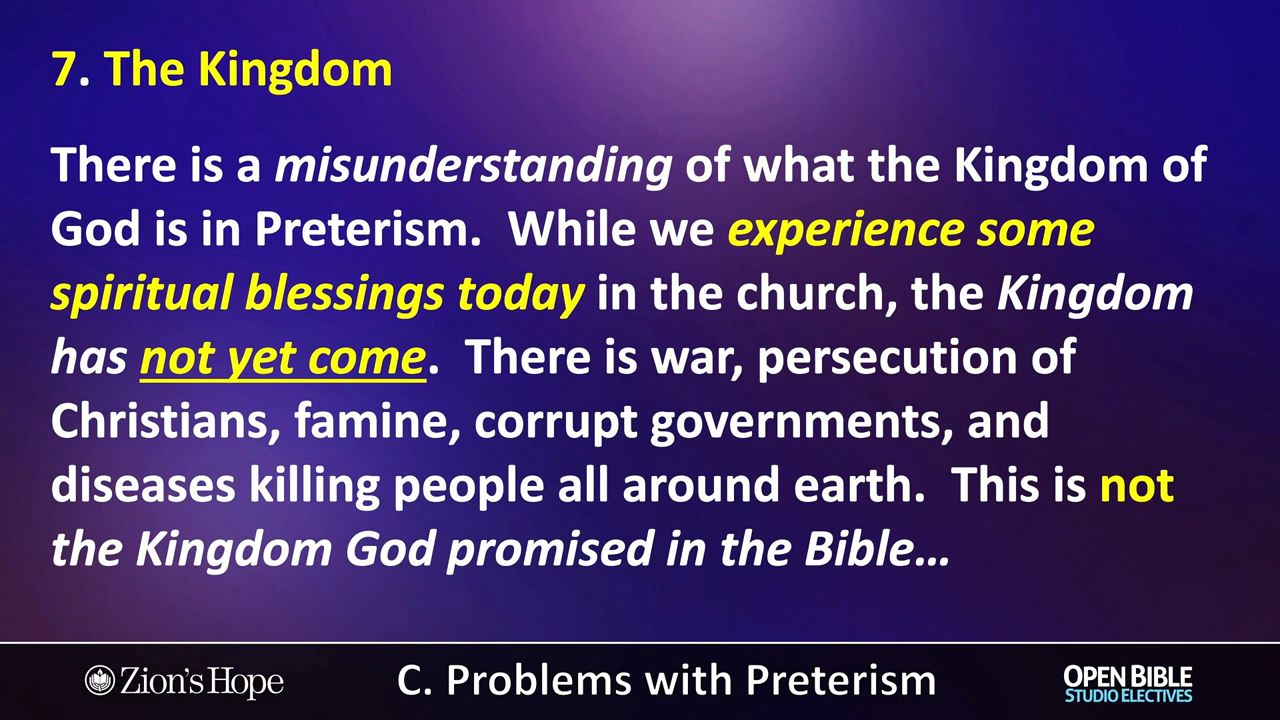 7. The Kingdom
There is a misunderstanding of what the Kingdom of
God is in Preterism.  While we experience some
spiritual blessings today in the church, the Kingdom
has not yet come.  There is war, persecution of
Christians, famine, corrupt governments, and
diseases killing people all around earth.  This is not
the Kingdom God promised in the Bible…
Zion's Hope
C. Problems with Preterism
OPEN BIBLE
STUDIO ELECTIVES